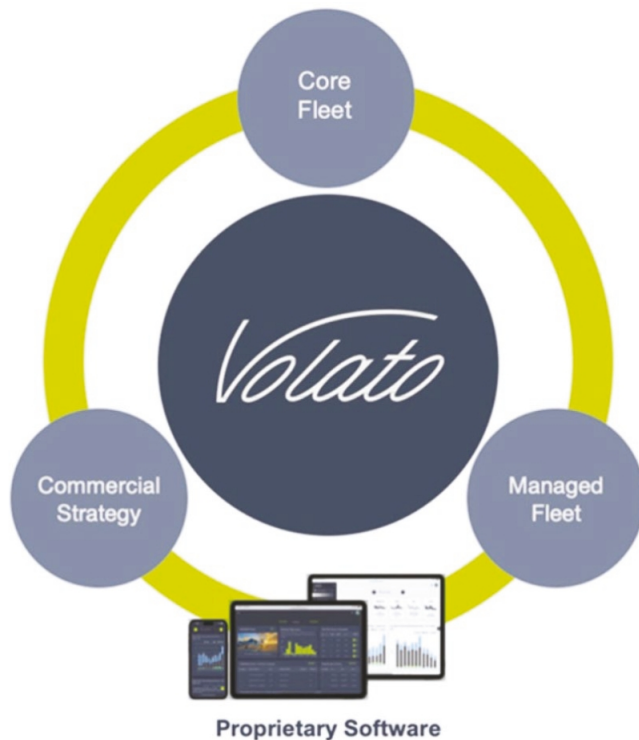 Core
Fleet
Volato
Commercial
Strategy
Managed
Fleet
Proprietary Software